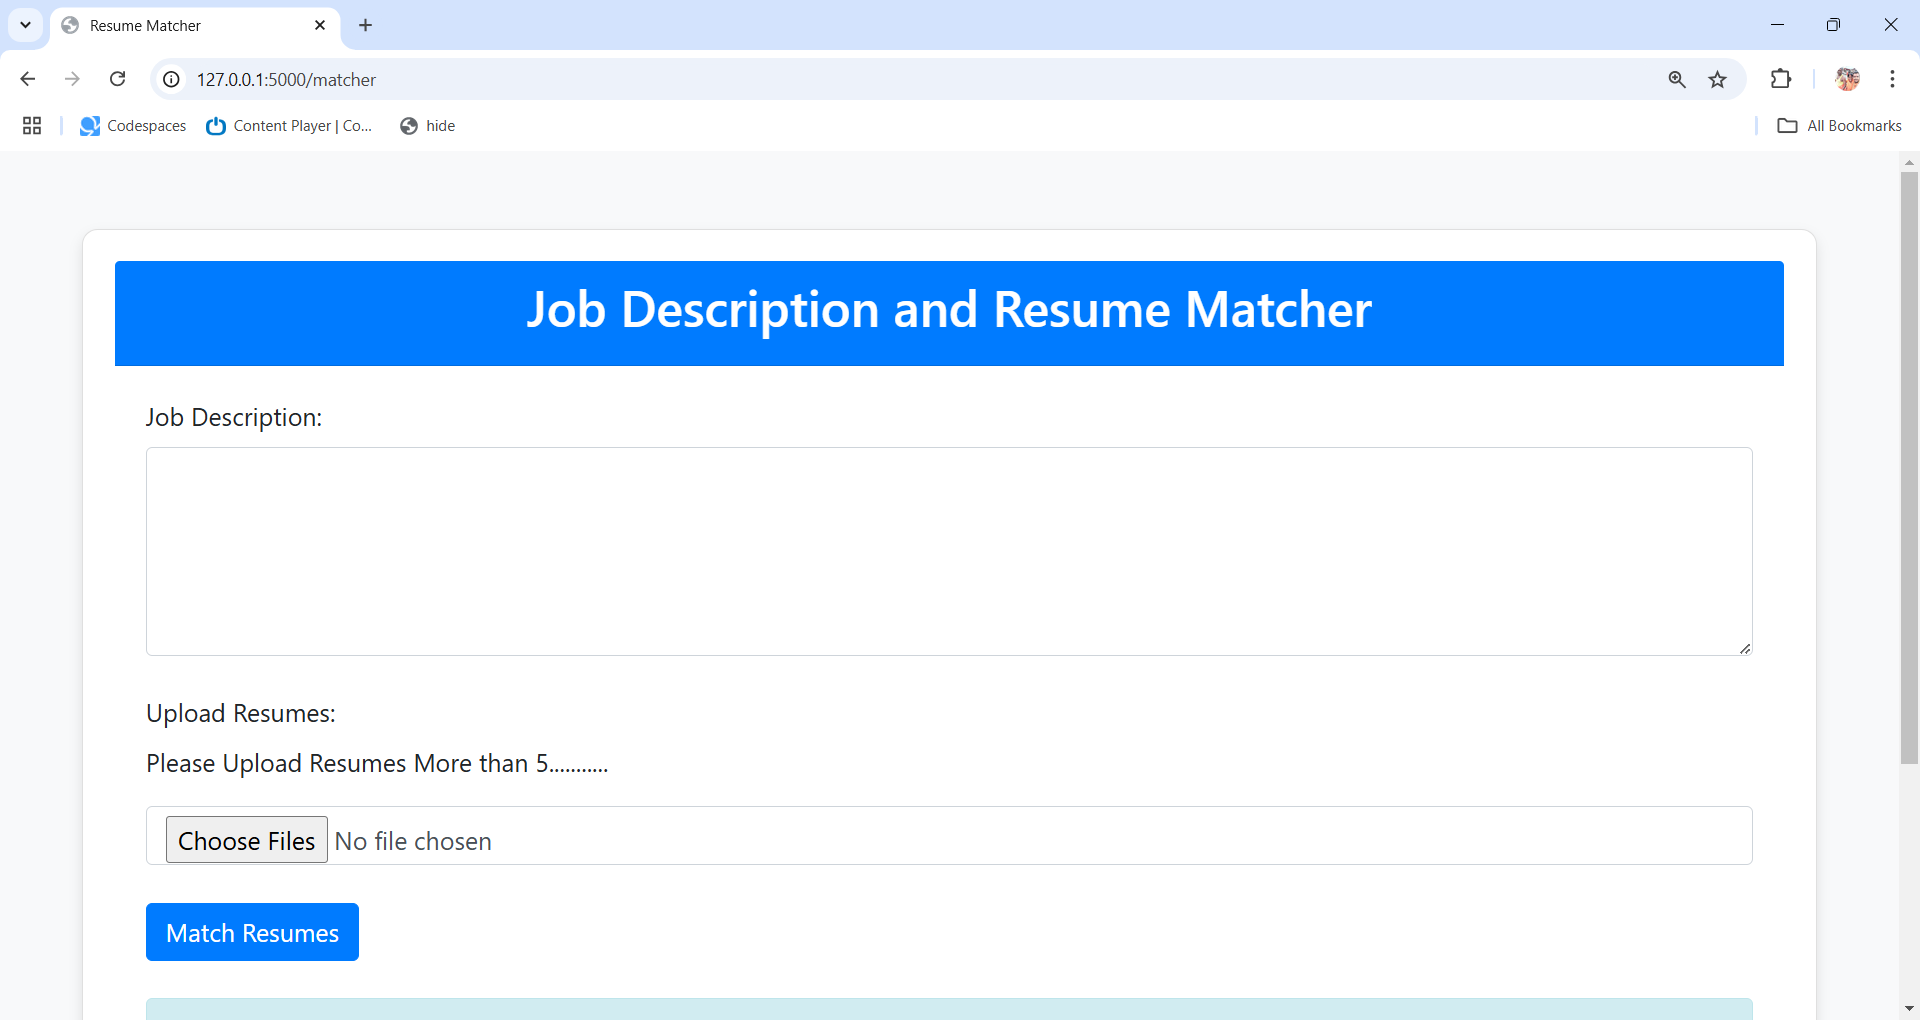 Resume Matcher
127.0.0.1:5000/matcher
Codespaces
Content Player | Co...
hide
All Bookmarks
Job Description and Resume Matcher
Job Description:
Upload Resumes:
Please Upload Resumes More than 5...........
Choose Files No file chosen
Match Resumes